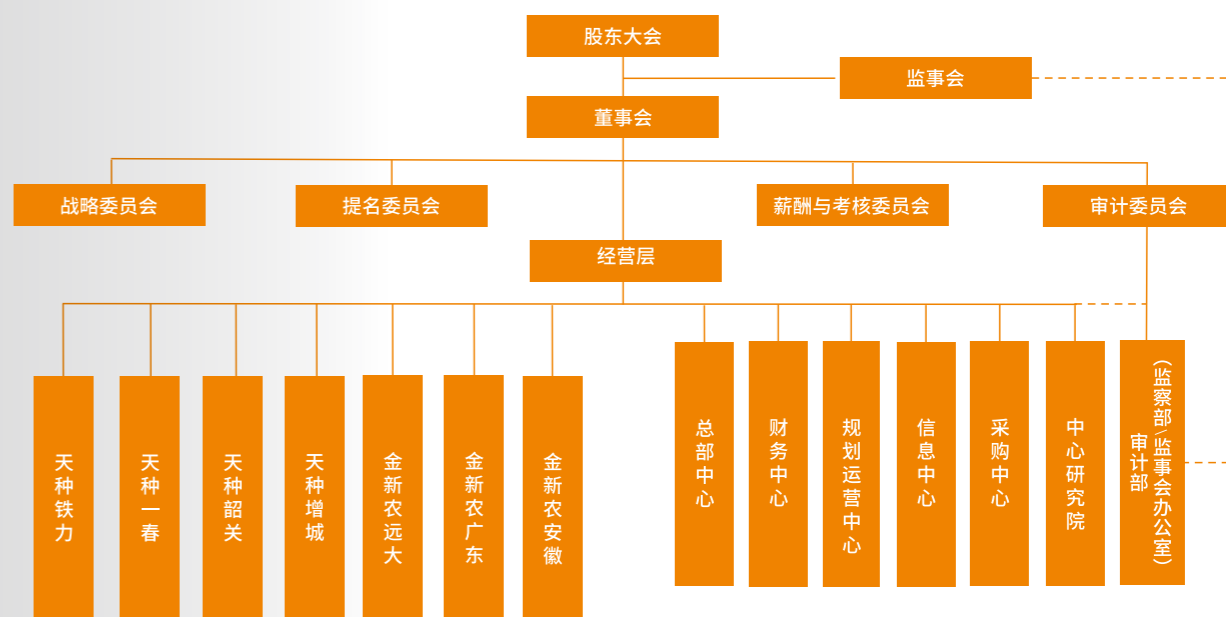 股东大会
监事会
董事会
战略委员会
提名委员会
薪酬与考核委员会
审计委员会
经营层
天种铁力
天种一春
天种韶关
天种增城
金新农远大
金新农广东
金新农安徽
总部中心
财务中心
规划运营中心
信息中心
采购中心
中心研究院
审计部
（监察部\监事会办公室）